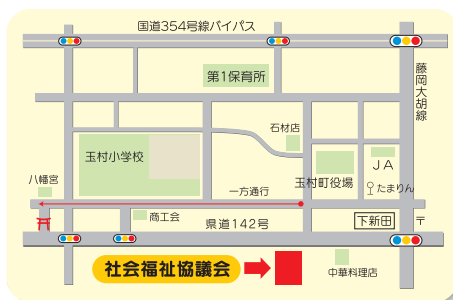 国道354号線バイパス
第1保育所
藤岡大胡線
石材店
玉村小学校
玉村町役場
JA
八幡宮
一方通行
たまりん
商工会
県道142号
下新田
〒
社会福祉協議会
中華料理店